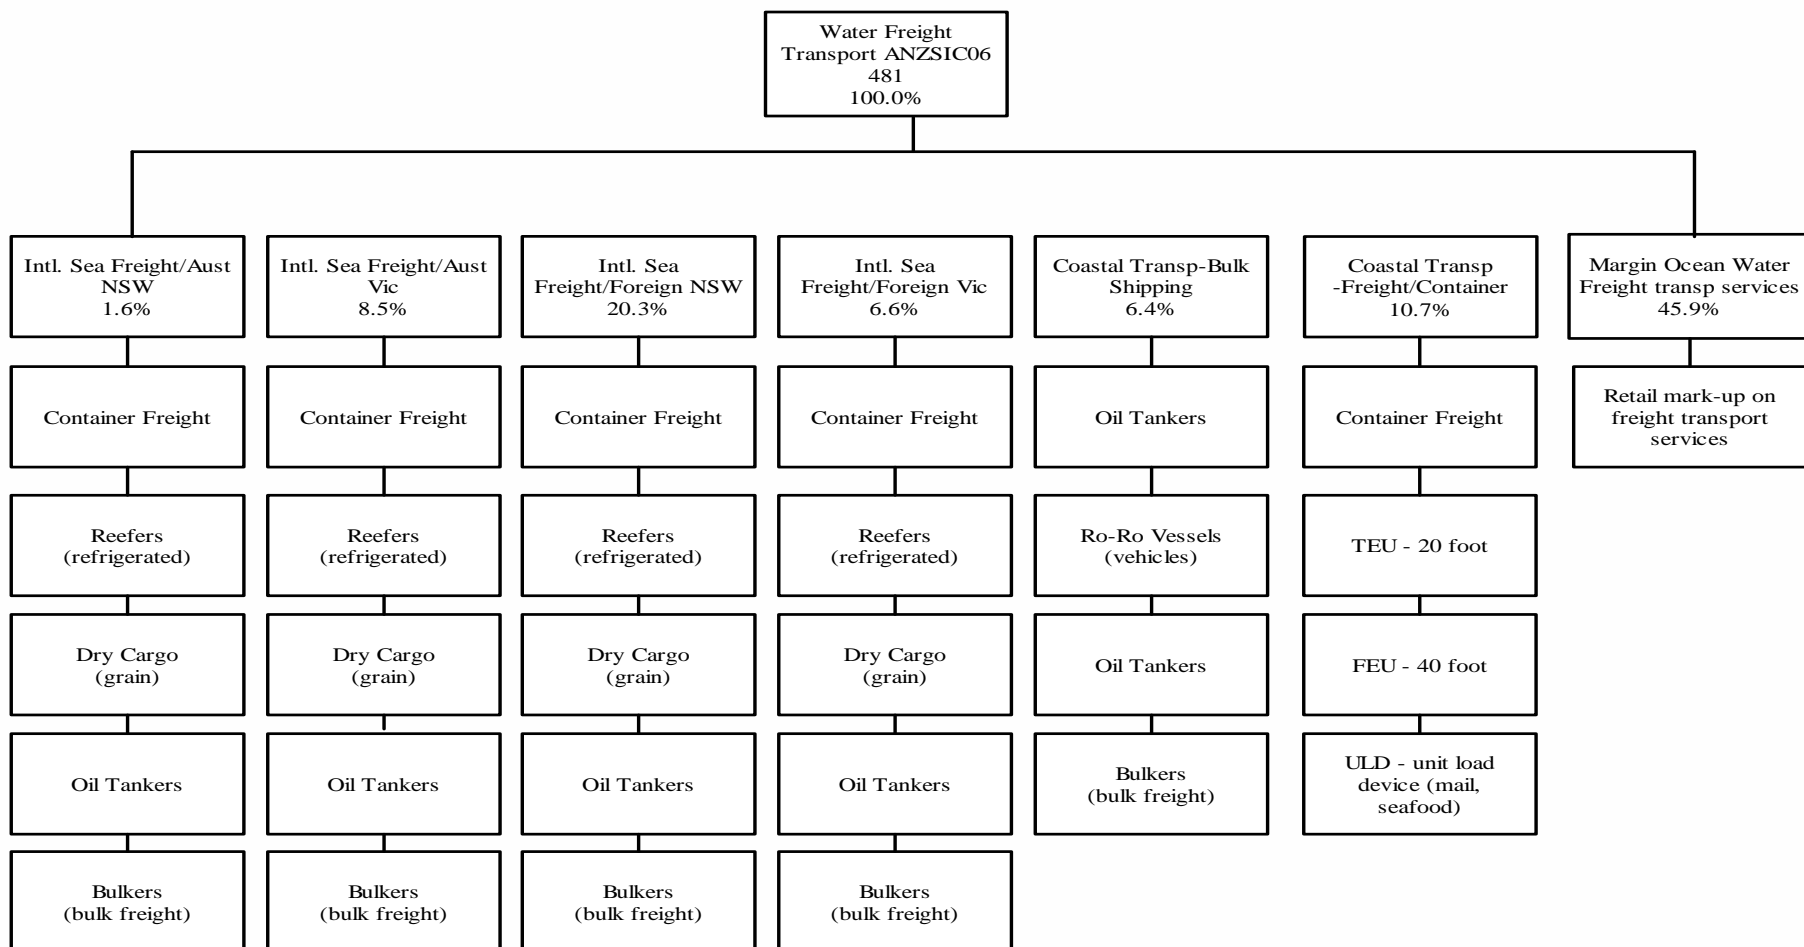 Water Freight
Transport ANZSIC06
481
100.0%
Intl. Sea Freight/Aust
NSW
1.6%
Intl. Sea Freight/Aust
Vic
8.5%
Intl. Sea
Freight/Foreign NSW
20.3%
Intl. Sea
Freight/Foreign Vic
6.6%
Coastal Transp-Bulk
Shipping
6.4%
Coastal Transp
-Freight/Container
10.7%
Margin Ocean Water
Freight transp services
45.9%
Container Freight
Container Freight
Container Freight
Container Freight
Oil Tankers
Container Freight
Retail mark-up on
freight transport
services
Reefers
(refrigerated)
Reefers
(refrigerated)
Reefers
(refrigerated)
Reefers
(refrigerated)
Ro-Ro Vessels
(vehicles)
TEU - 20 foot
Dry Cargo
(grain)
Dry Cargo
(grain)
Dry Cargo
(grain)
Dry Cargo
(grain)
Oil Tankers
FEU - 40 foot
Oil Tankers
Oil Tankers
Oil Tankers
Oil Tankers
Bulkers
(bulk freight)
ULD - unit load
device (mail,
seafood)
Bulkers
(bulk freight)
Bulkers
(bulk freight)
Bulkers
(bulk freight)
Bulkers
(bulk freight)